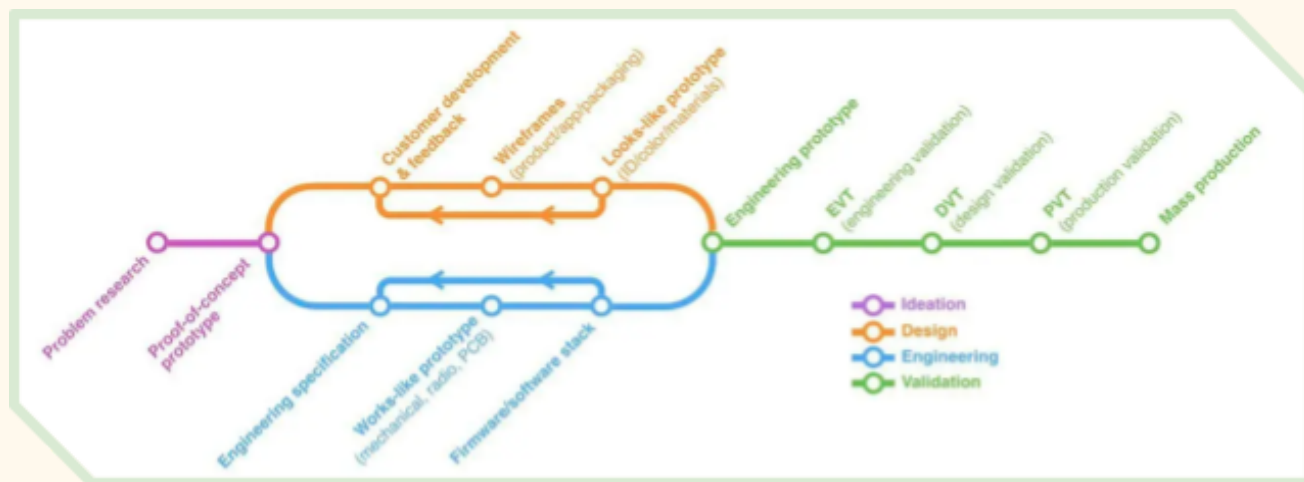 Problem research
Proof-of-concept
prototype
Customer development
& feedback
Wireframes
(product/app/packaging)
Looks-like prototype
(ID/color/materials)
Engineering specification
Works-like prototype
(mechanical, radio, PCB)
Firmware/software stack
Engineering prototype
EVT
(engineering validation)
DVT
(design validation)
PVT
(production validation)
Mass production
Ideation
Design
Engineering
Validation